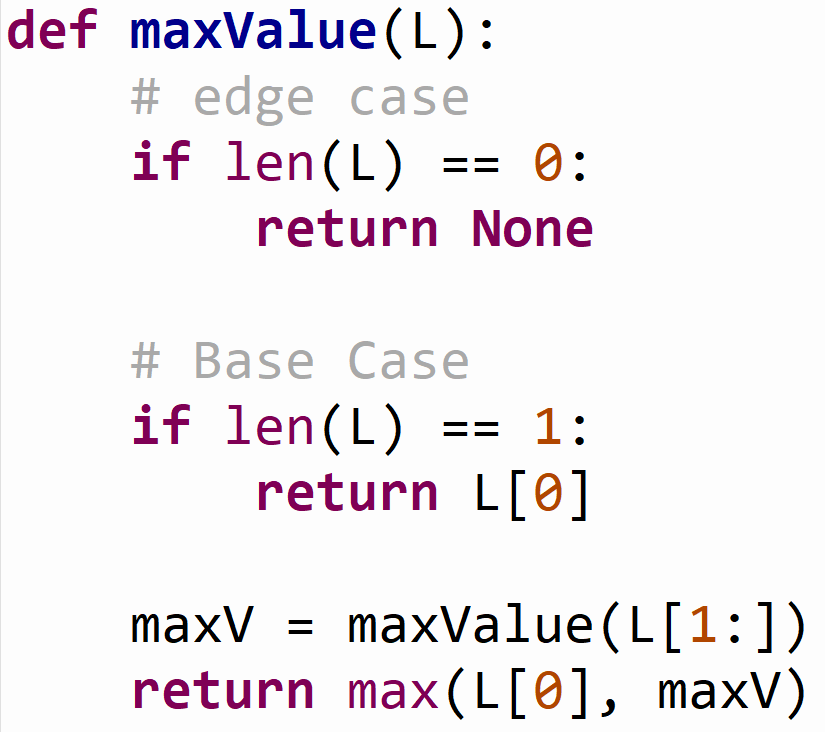 def maxValue(L):
    # edge case
    if len(L) == 0:
        return None

    # Base Case
    if len(L) == 1:
        return L[0]

    maxV = maxValue(L[1:])
    return max(L[0], maxV)